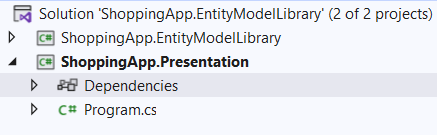 Solution 'ShoppingApp.EntityModelLibrary' (2 of 2 projects)
C# ShoppingApp.EntityModelLibrary
C# ShoppingApp.Presentation
Dependencies
C# Program.cs